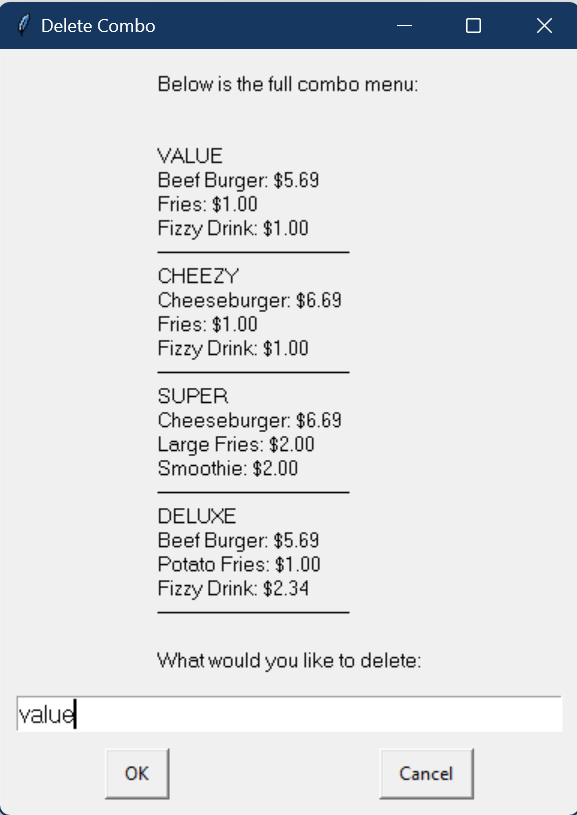 Delete Combo
Below is the full combo menu:
VALUE
Beef Burger: $5.69
Fries: $1.00
Fizzy Drink: $1.00
CHEEZY
Cheeseburger: $6.69
Fries: $1.00
Fizzy Drink: $1.00
SUPER
Cheeseburger: $6.69
Large Fries: $2.00
Smoothie: $2.00
DELUXE
Beef Burger: $5.69
Potato Fries: $1.00
Fizzy Drink: $2.34
What would you like to delete:
value
OK Cancel